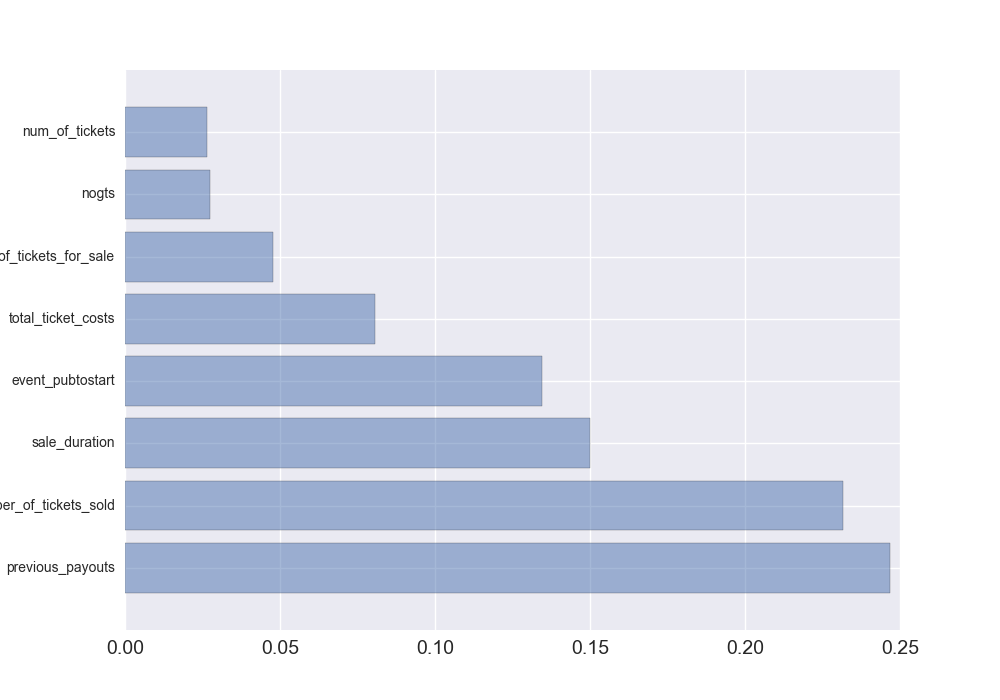 num_of_tickets
nogts
of_tickets_for_sale
total_ticket_costs
event_pubtostart
sale_duration
ber_of_tickets_sold
previous_payouts
0.00 0.05 0.10 0.15 0.20 0.25